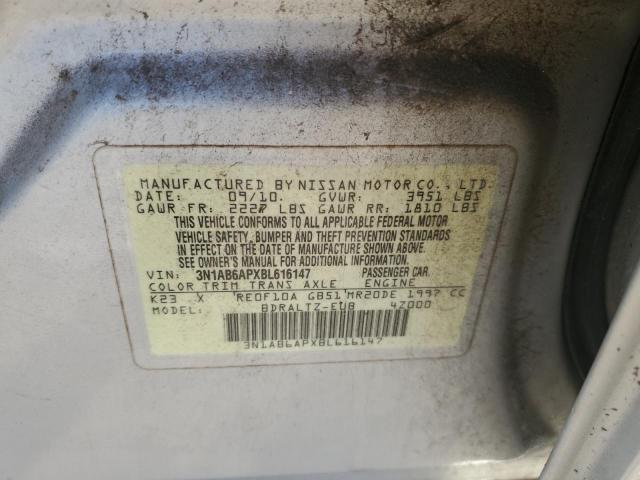 MANUFACTURED BY NISSAN MOTOR CO., LTD.
DATE: 09/10. GVWR: 3951 LBS
GAWR FR: 2227 LBS GAWR RR: 1810 LBS
THIS VEHICLE CONFORMS TO ALL APPLICABLE FEDERAL MOTOR
VEHICLE SAFETY, BUMPER AND THEFT PREVENTION STANDARDS
IN EFFECT ON THE DATE OF MANUFACTURE SHOWN ABOVE.
SEE OWNER'S MANUAL FOR ADDITIONAL INFORMATION.
VIN: 3N1AB6APXBL616147 PASSENGER CAR.
COLOR TRIM TRANS AXLE ENGINE
K23 X RE0F10A GB51 MR20DE 1997 CC
MODEL: BDRALTZ-EUB 4Z000
3N1AB6APXBL616147